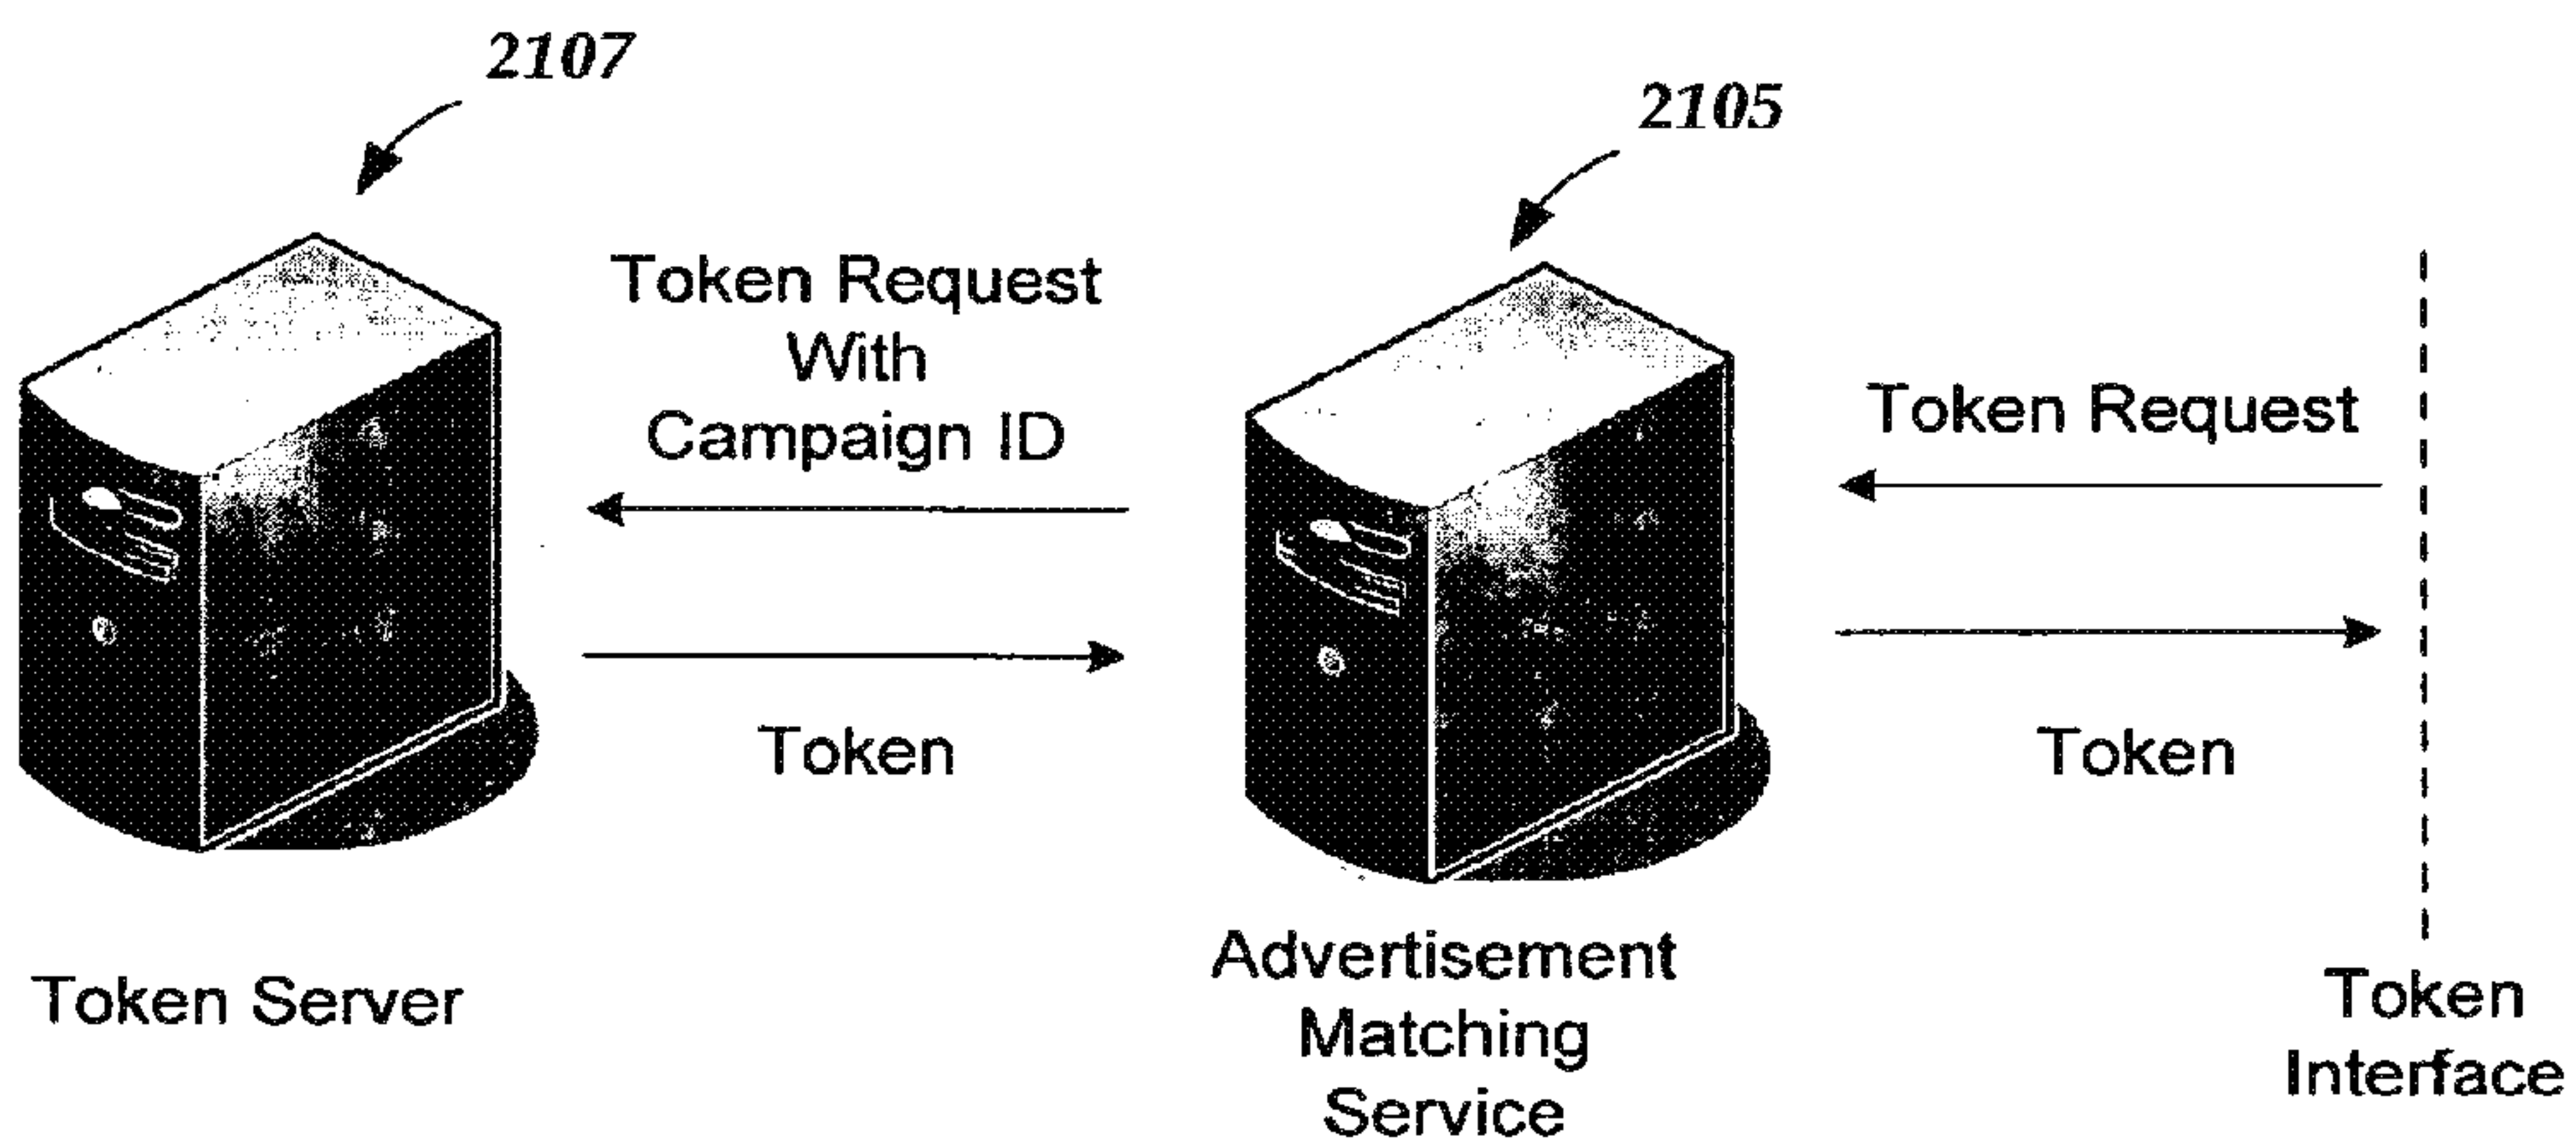 2107
2105
Token Request
With
Campaign ID
Token Request
Token
Token
Token Server
Advertisement
Matching
Service
Token
Interface